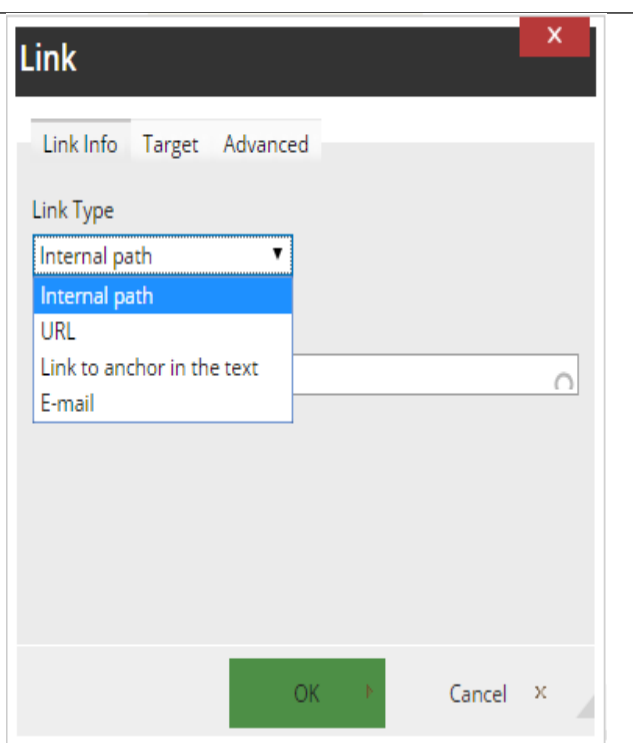 Link
x
Link Info Target Advanced
Link Type
Internal path
Internal path
URL
Link to anchor in the text
E-mail
OK Cancel x